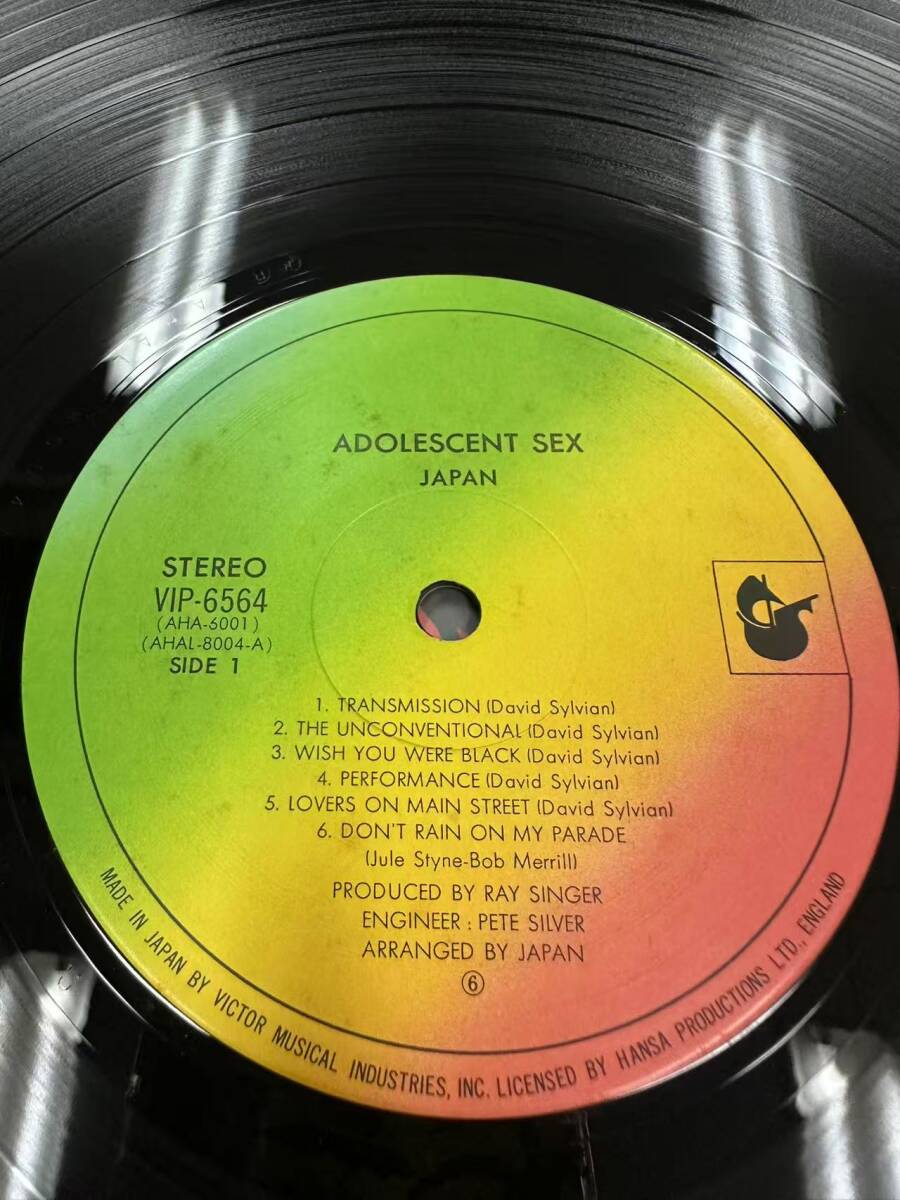 ADOLESCENT SEX
JAPAN
STEREO
VIP-6564
(AHA-6001)
(AHAL-8004-A)
SIDE 1
1. TRANSMISSION (David Sylvian)
2. THE UNCONVENTIONAL (David Sylvian)
3. WISH YOU WERE BLACK (David Sylvian)
4. PERFORMANCE (David Sylvian)
5. LOVERS ON MAIN STREET (David Sylvian)
6. DON'T RAIN ON MY PARADE
(Jule Styne-Bob Merrill)
PRODUCED BY RAY SINGER
ENGINEER : PETE SILVER
ARRANGED BY JAPAN
⑥
MADE IN JAPAN BY VICTOR MUSICAL INDUSTRIES, INC. LICENSED BY HANSA PRODUCTIONS LTD., ENGLAND